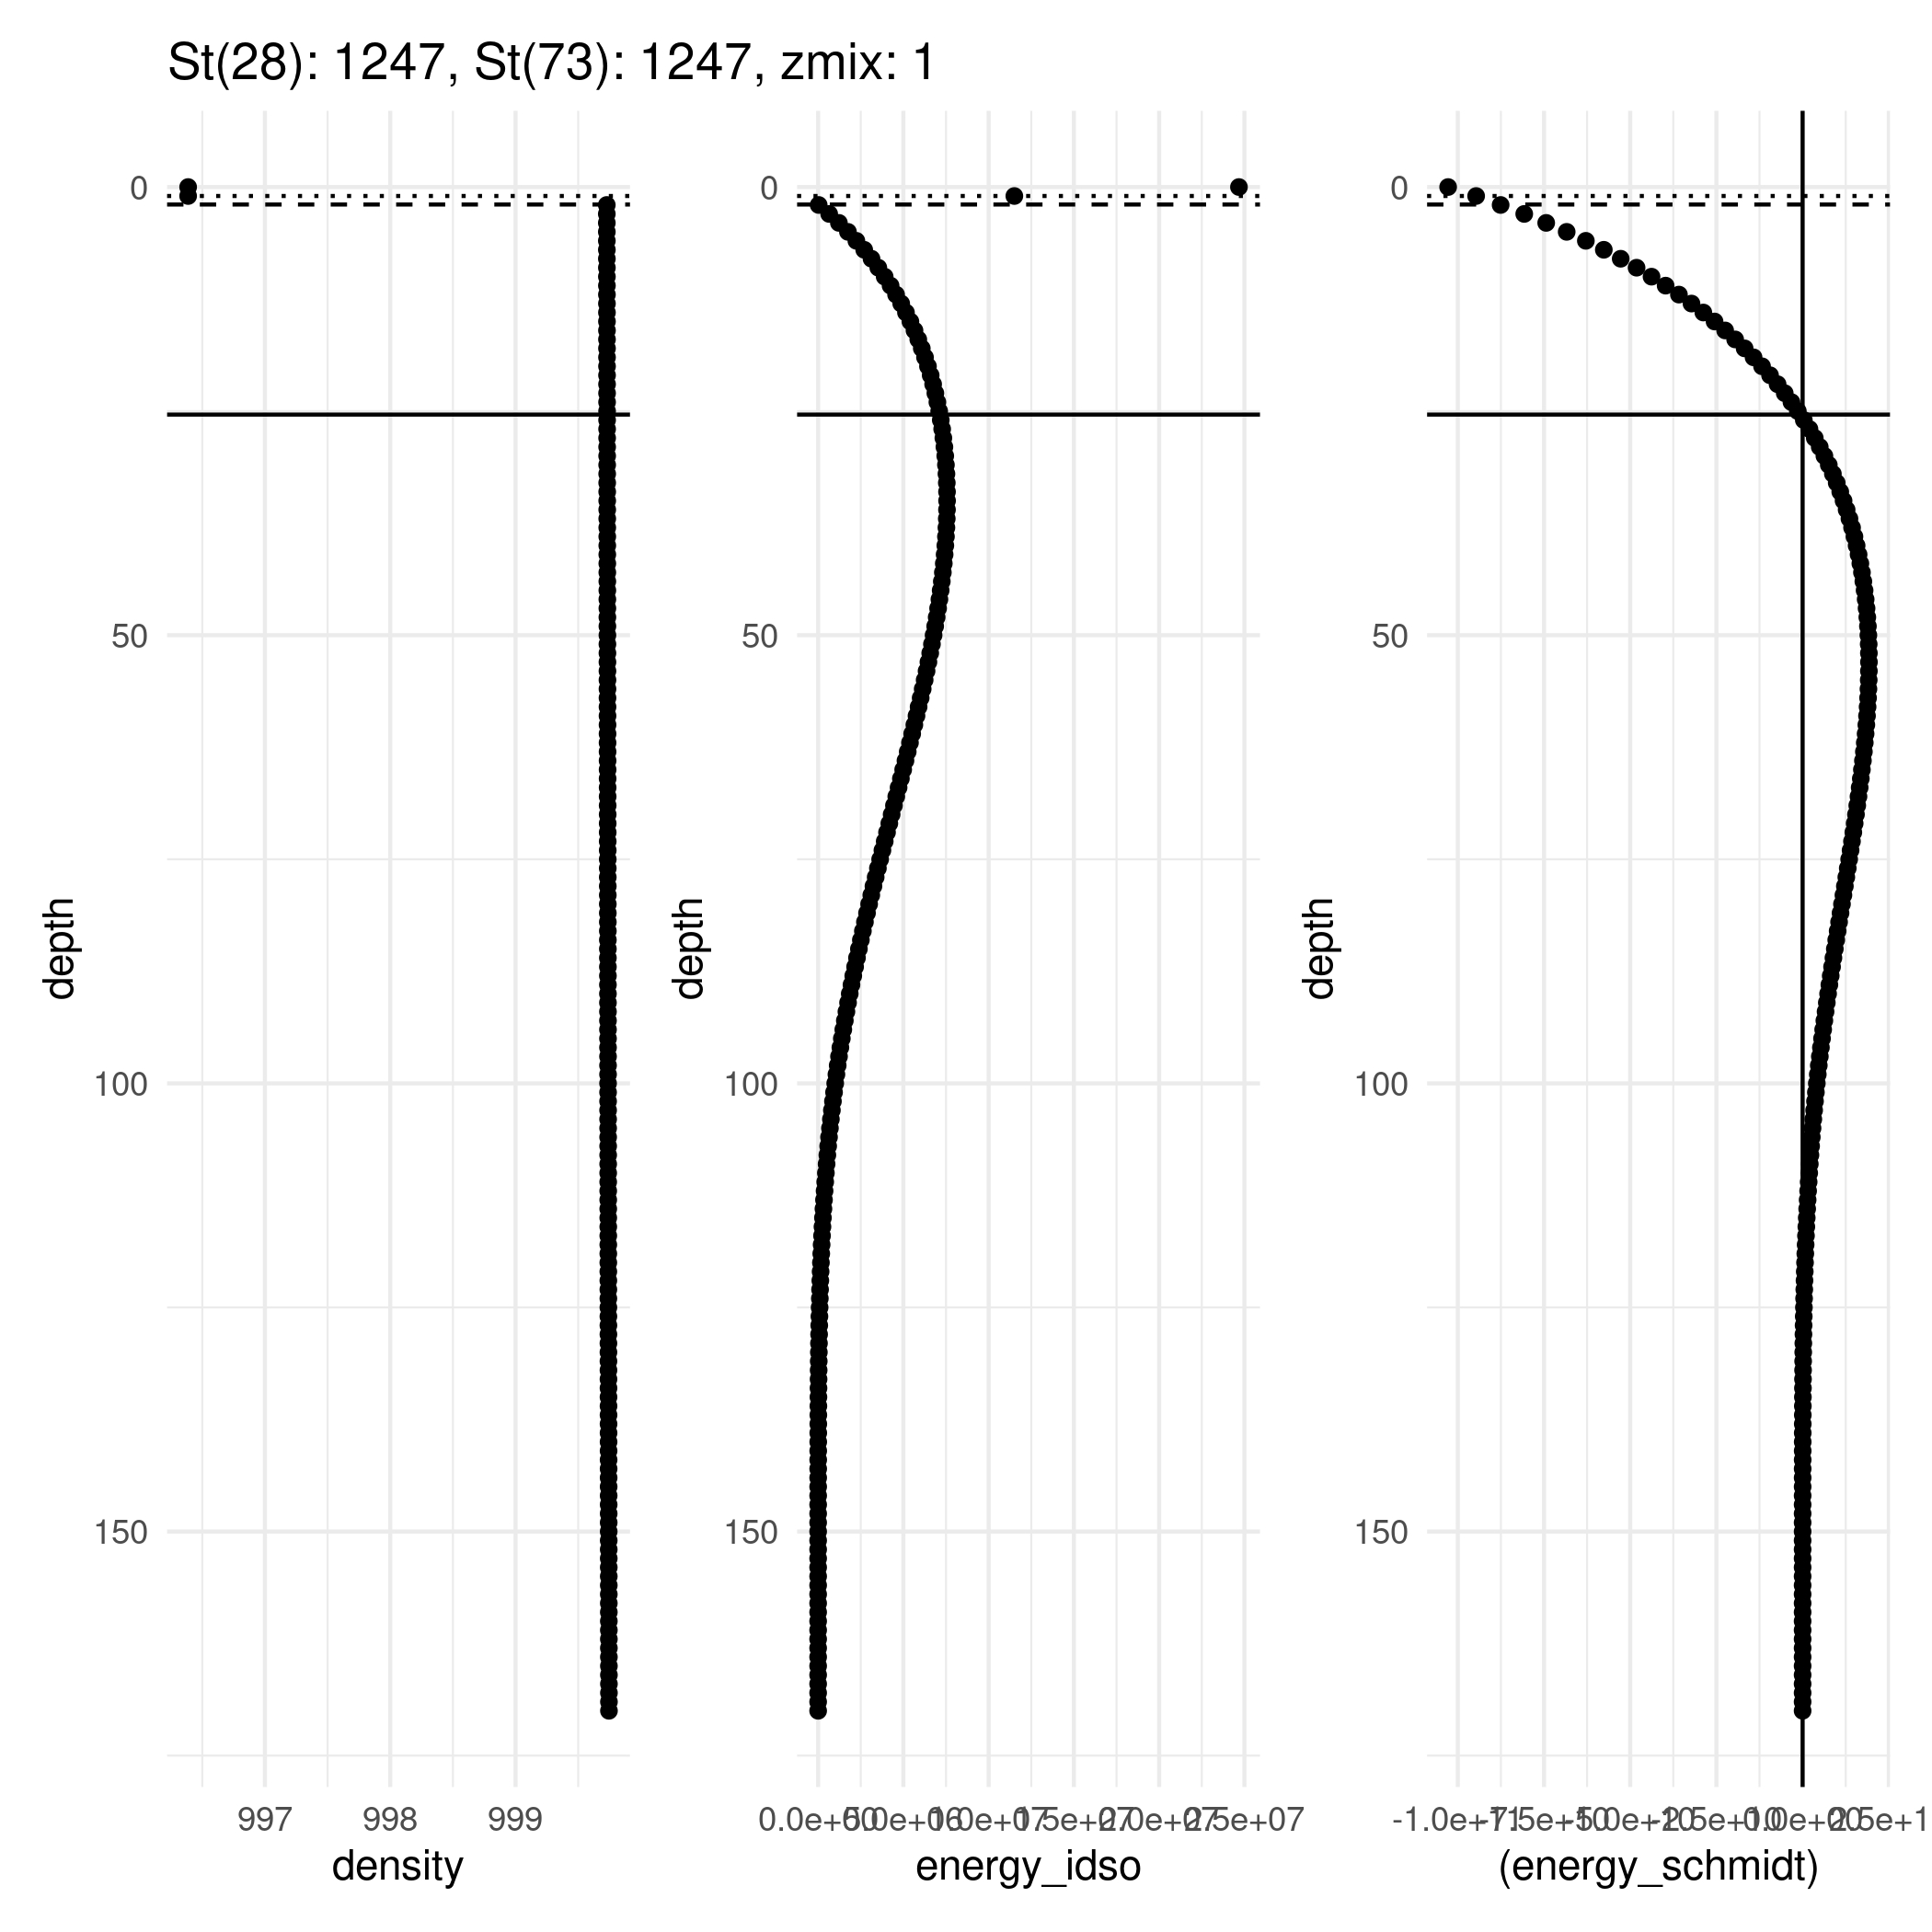 St(28): 1247, St(73): 1247, zmix: 1
0
50
100
150
depth
997 998 999
density
0
50
100
150
depth
energy_idso
0
50
100
150
depth
(energy_schmidt)